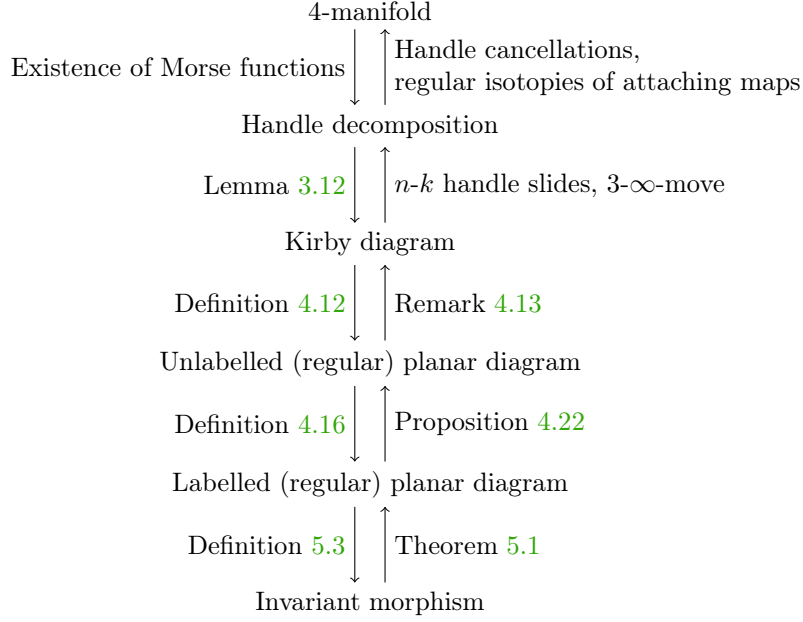 4-manifold
Existence of Morse functions
Handle cancellations,
regular isotopies of attaching maps
Handle decomposition
Lemma 3.12
n-k handle slides, 3-∞-move
Kirby diagram
Definition 4.12
Remark 4.13
Unlabelled (regular) planar diagram
Definition 4.16
Proposition 4.22
Labelled (regular) planar diagram
Definition 5.3
Theorem 5.1
Invariant morphism